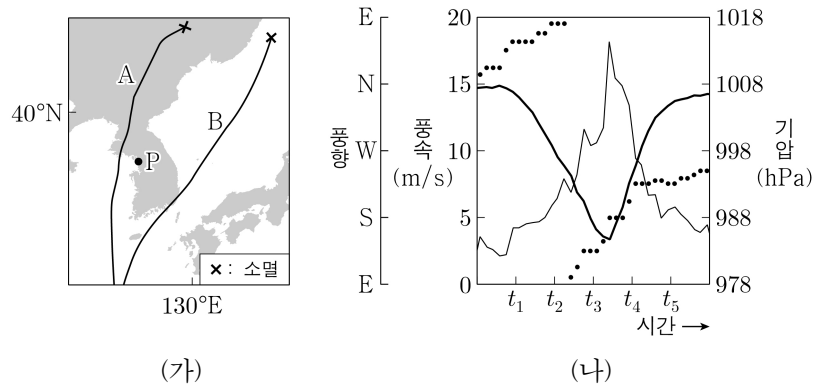 40°N
A
B
P
×: 소멸
130°E
(가)
E
N
W
S
E
풍향
20
15
10
5
0
풍속
(m/s)
1018
1008
998
988
978
기압
(hPa)
t₁ t₂ t₃ t₄ t₅
시간 →
(나)